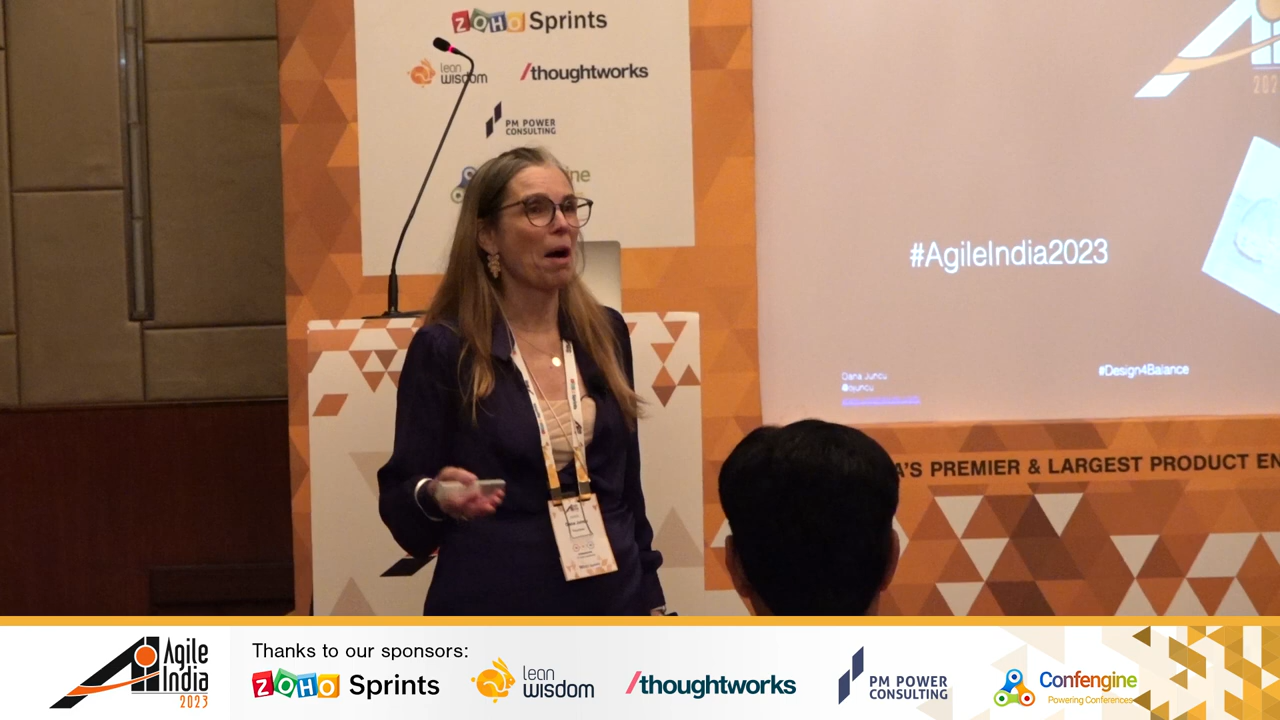 ZOHO Sprints
lean
wisdom
/thoughtworks
PM POWER
CONSULTING
ne
#AgileIndia2023
Dana Juncu
#Design4Balance
A'S PREMIER & LARGEST PRODUCT EN
Agile
India
2023
Thanks to our sponsors:
ZOHO Sprints
lean
wisdom
/thoughtworks
PM POWER
CONSULTING
Confengine
Powering Conferences